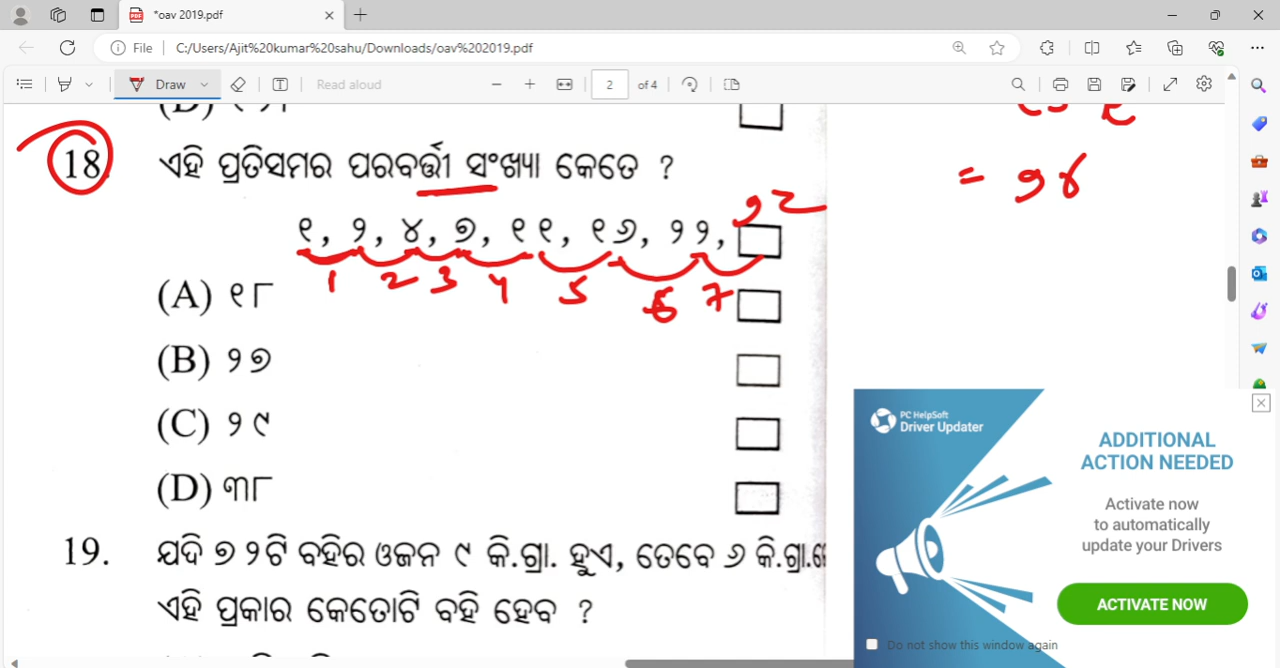 *oav 2019.pdf
File C:/Users/Ajit%20kumar%20sahu/Downloads/oav%202019.pdf
Draw Read aloud 2 of 4
18. ଏହି ପ୍ରତିସମର ପରବର୍ତ୍ତୀ ସଂଖ୍ୟା କେତେ ?
= ୨୪
୨୯
୧, ୨, ୪, ୭, ୧୧, ୧୬, ୨୨,
1 2 3 4 5 6 7
(A) ୧୮
(B) ୨୭
(C) ୨୯
(D) ୩୮
19. ଯଦି ୭୨ଟି ବହିର ଓଜନ ୯ କି.ଗ୍ରା. ହୁଏ, ତେବେ ୬ କି.ଗ୍ରା.
ଏହି ପ୍ରକାର କେତୋଟି ବହି ହେବ ?
PC HelpSoft
Driver Updater
ADDITIONAL
ACTION NEEDED
Activate now
to automatically
update your Drivers
ACTIVATE NOW
Do not show this window again